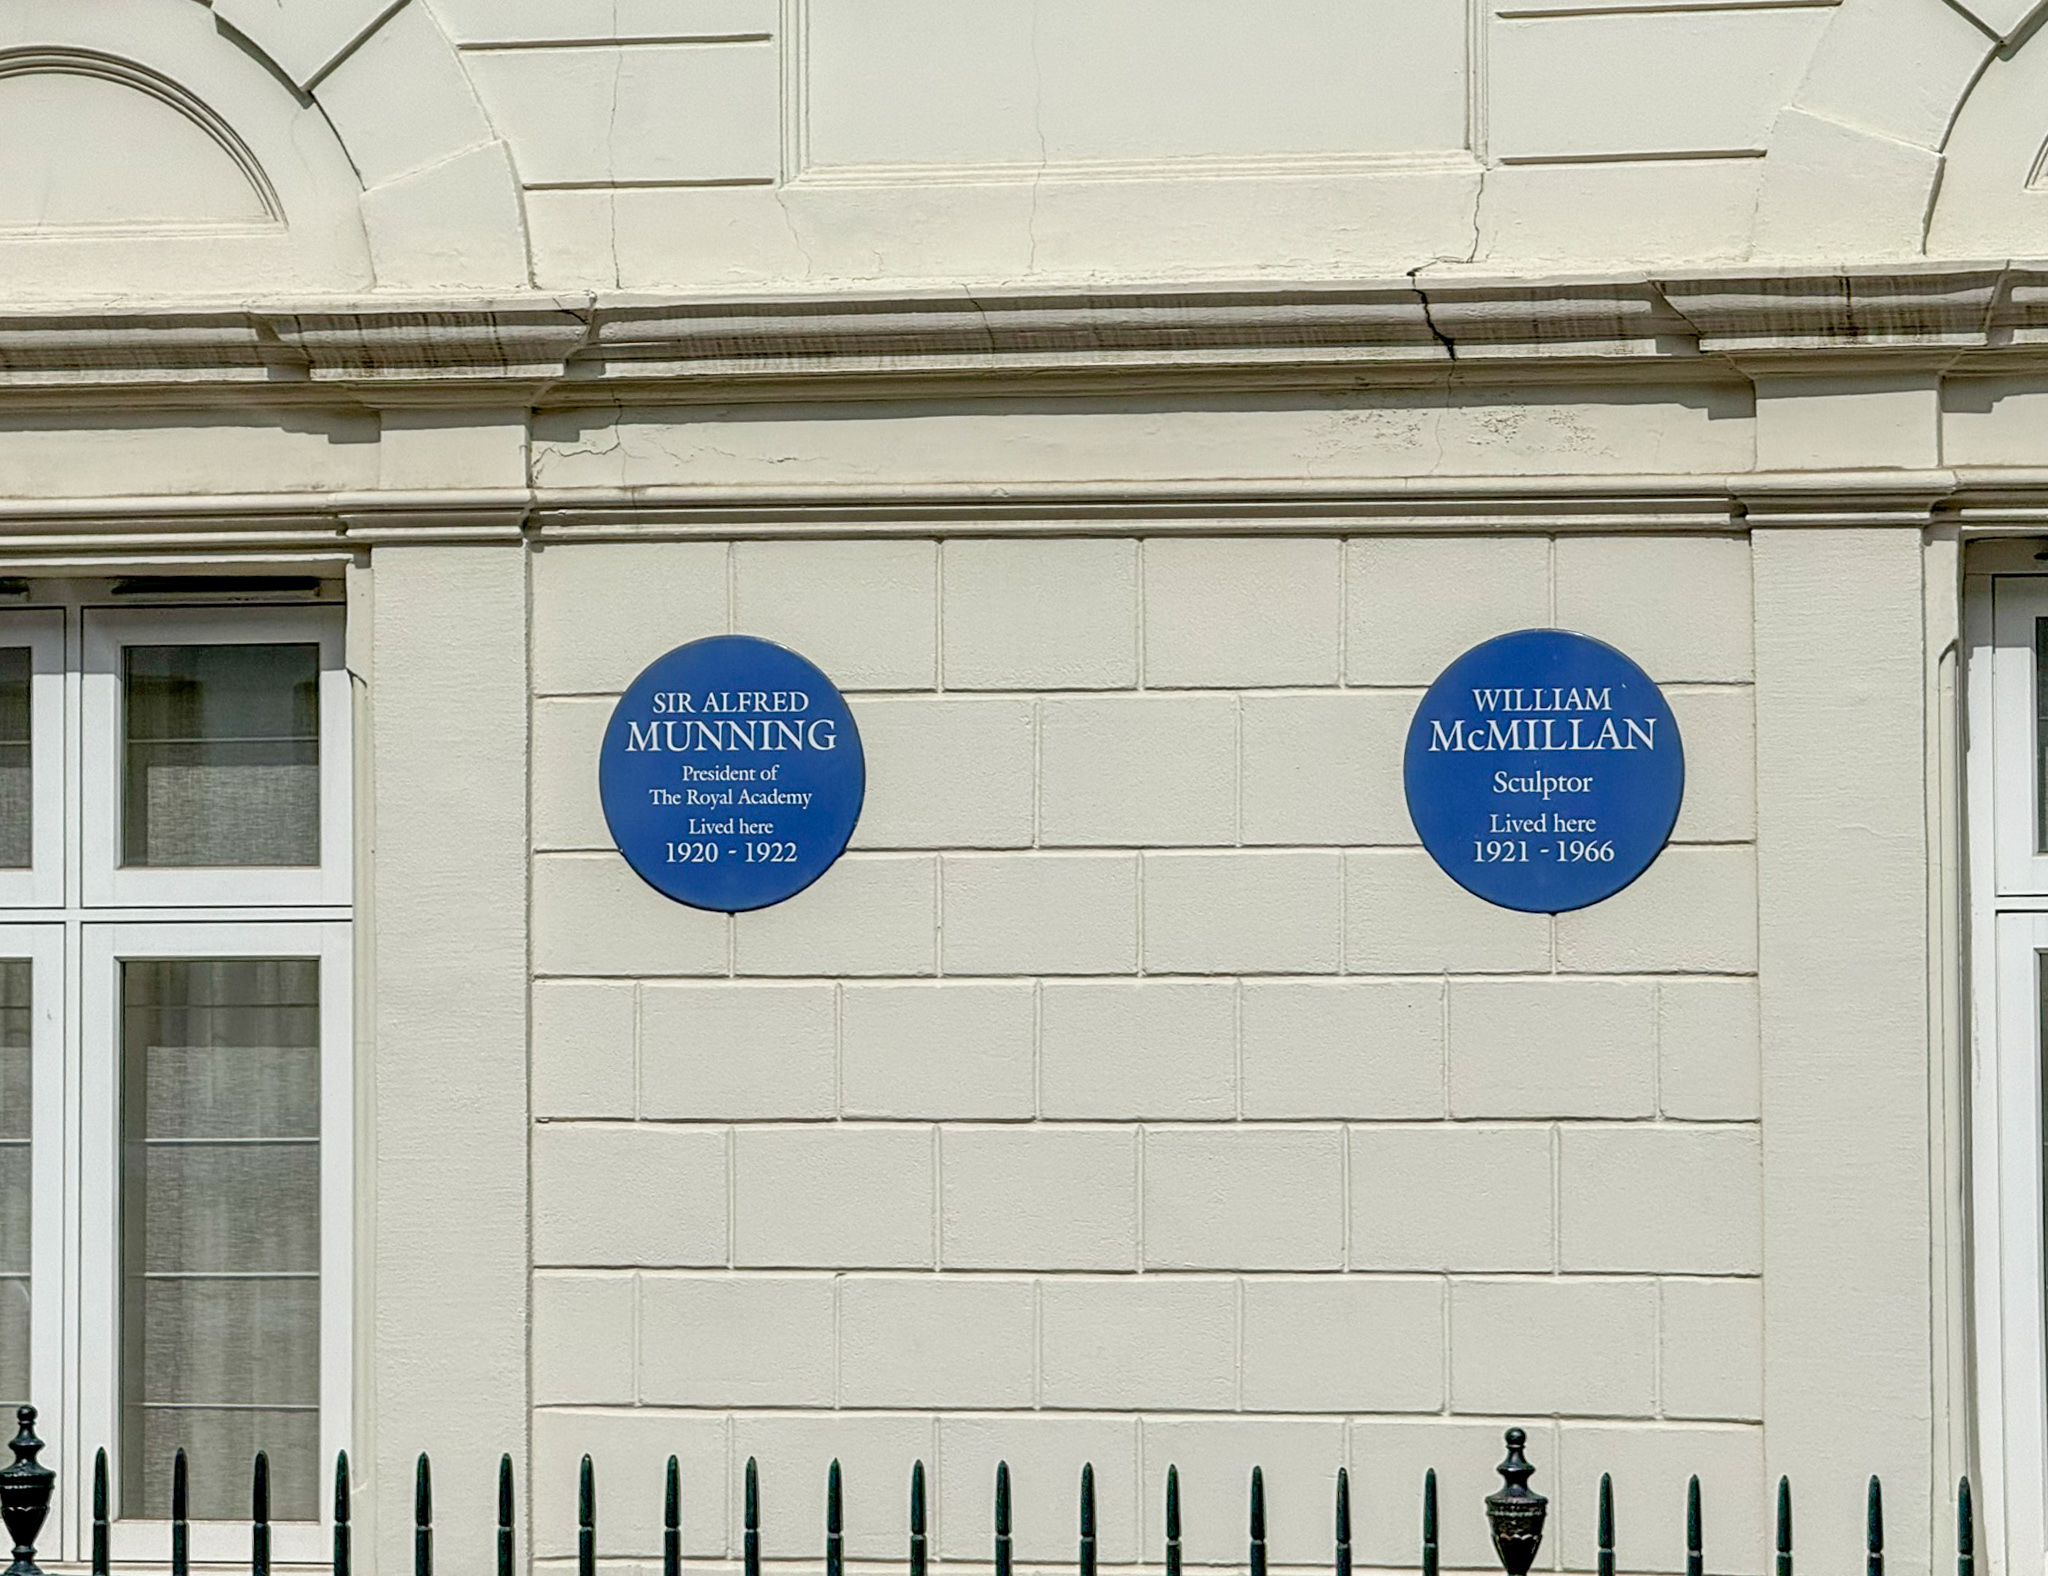 SIR ALFRED
MUNNING
President of
The Royal Academy
Lived here
1920 - 1922
WILLIAM
McMILLAN
Sculptor
Lived here
1921 - 1966